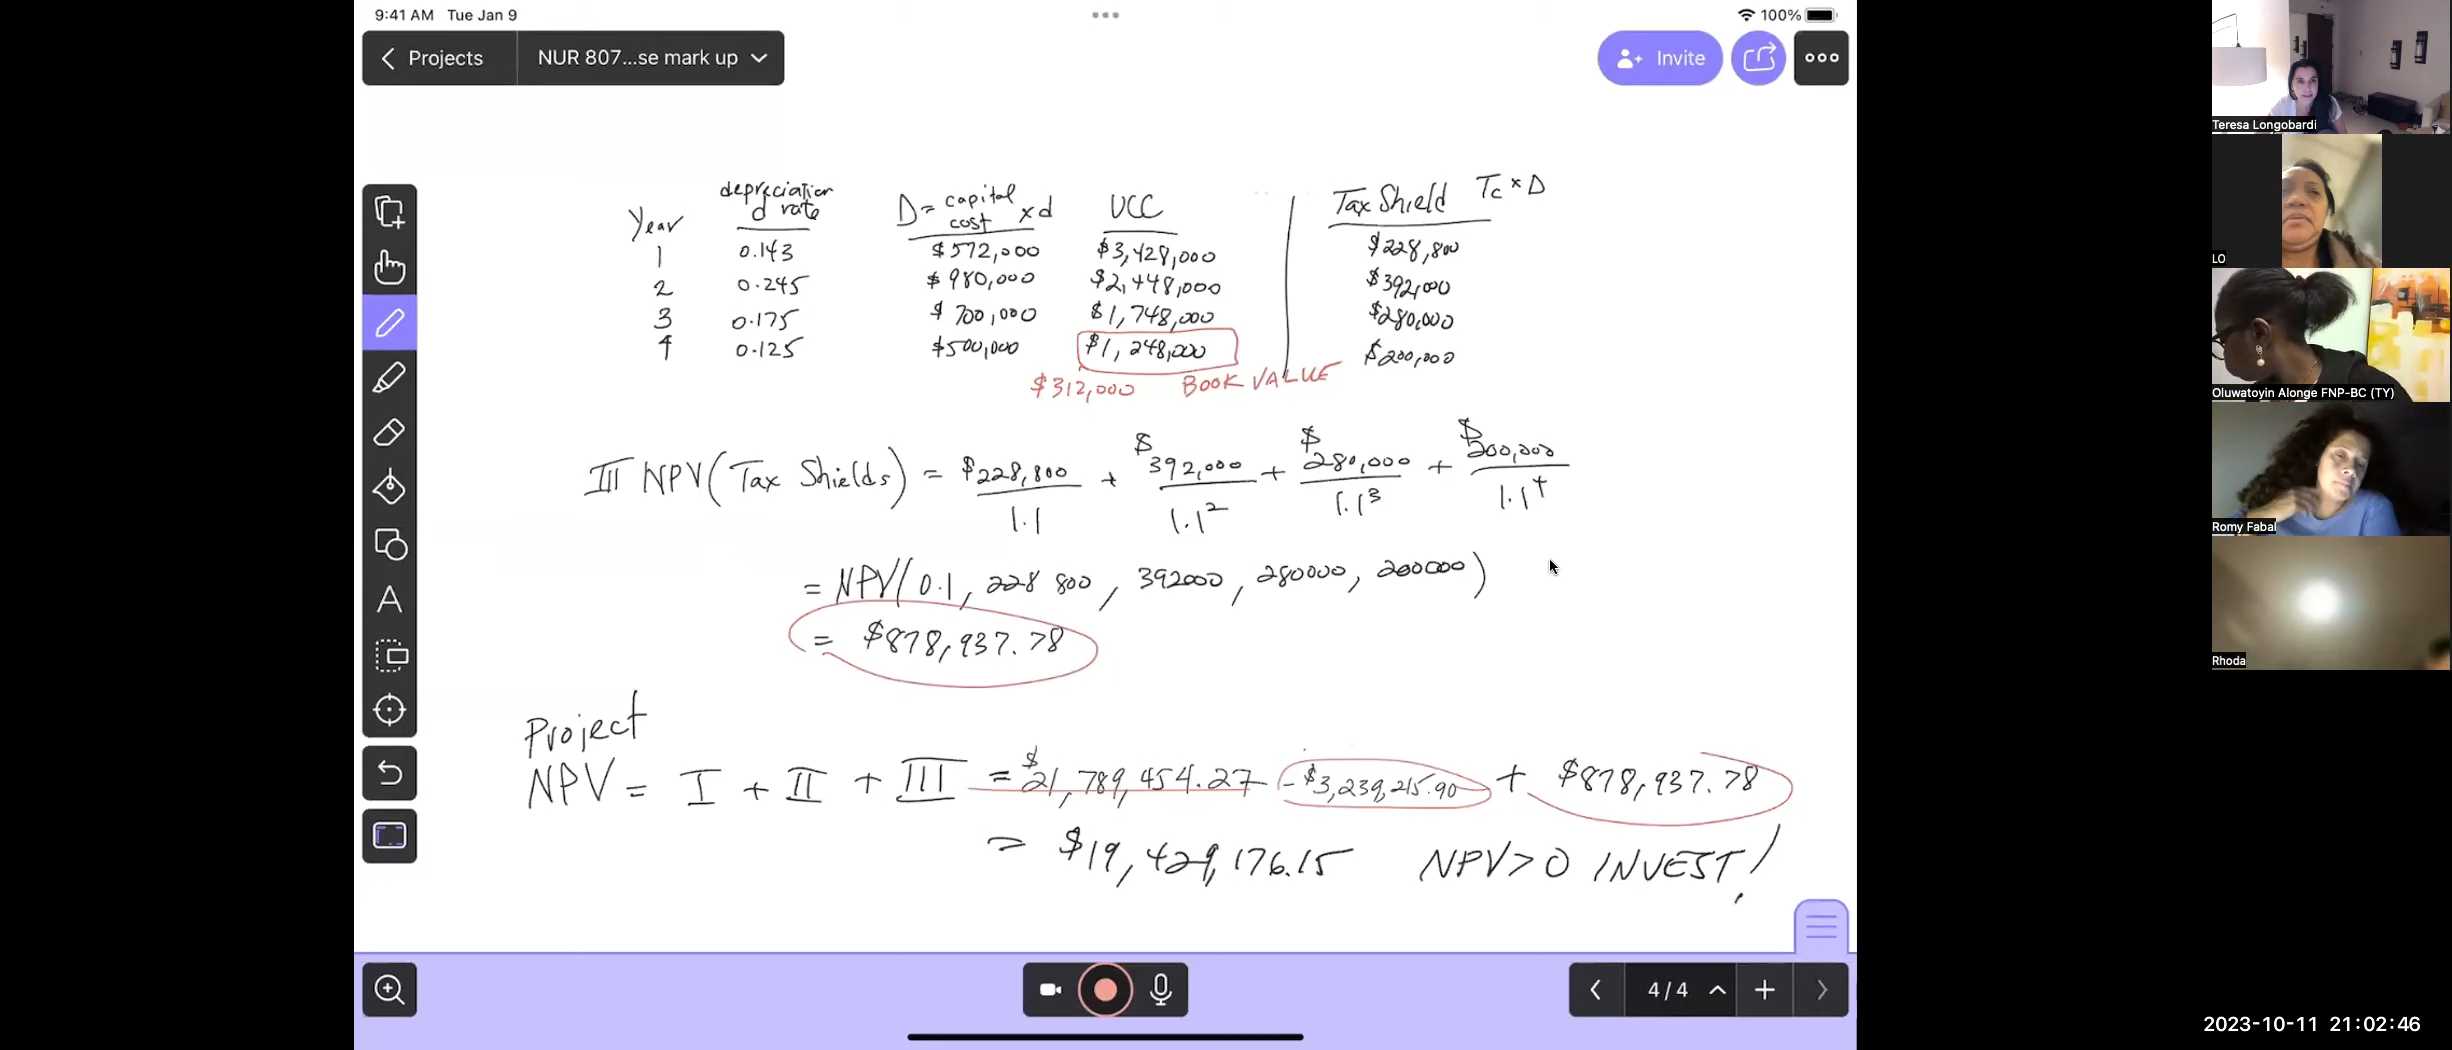 9:41 AM Tue Jan 9
100%
Projects
NUR 807...se mark up
Invite
Year depreciation d rate D = capital cost x d UCC Tax Shield Tc x D
1 0.143 $572,000 $3,428,000 $228,800
2 0.245 $980,000 $2,448,000 $392,000
3 0.175 $700,000 $1,748,000 $280,000
4 0.125 $500,000 $1,248,000 $200,000
$312,000 BOOK VALUE
III NPV(Tax Shields) = $228,800/1.1 + $392,000/1.1^2 + $280,000/1.1^3 + $200,000/1.1^4
= NPV(0.1, 228 800, 392000, 280000, 200000)
= $878,937.78
Project
NPV = I + II + III = $21,789,454.27 - $3,239,215.90 + $878,937.78
= $19,429,176.15 NPV>0 INVEST!
A
4/4
Teresa Longobardi
LO
Oluwatoyin Alonge FNP-BC (TY)
Romy Fabal
Rhoda
2023-10-11 21:02:46